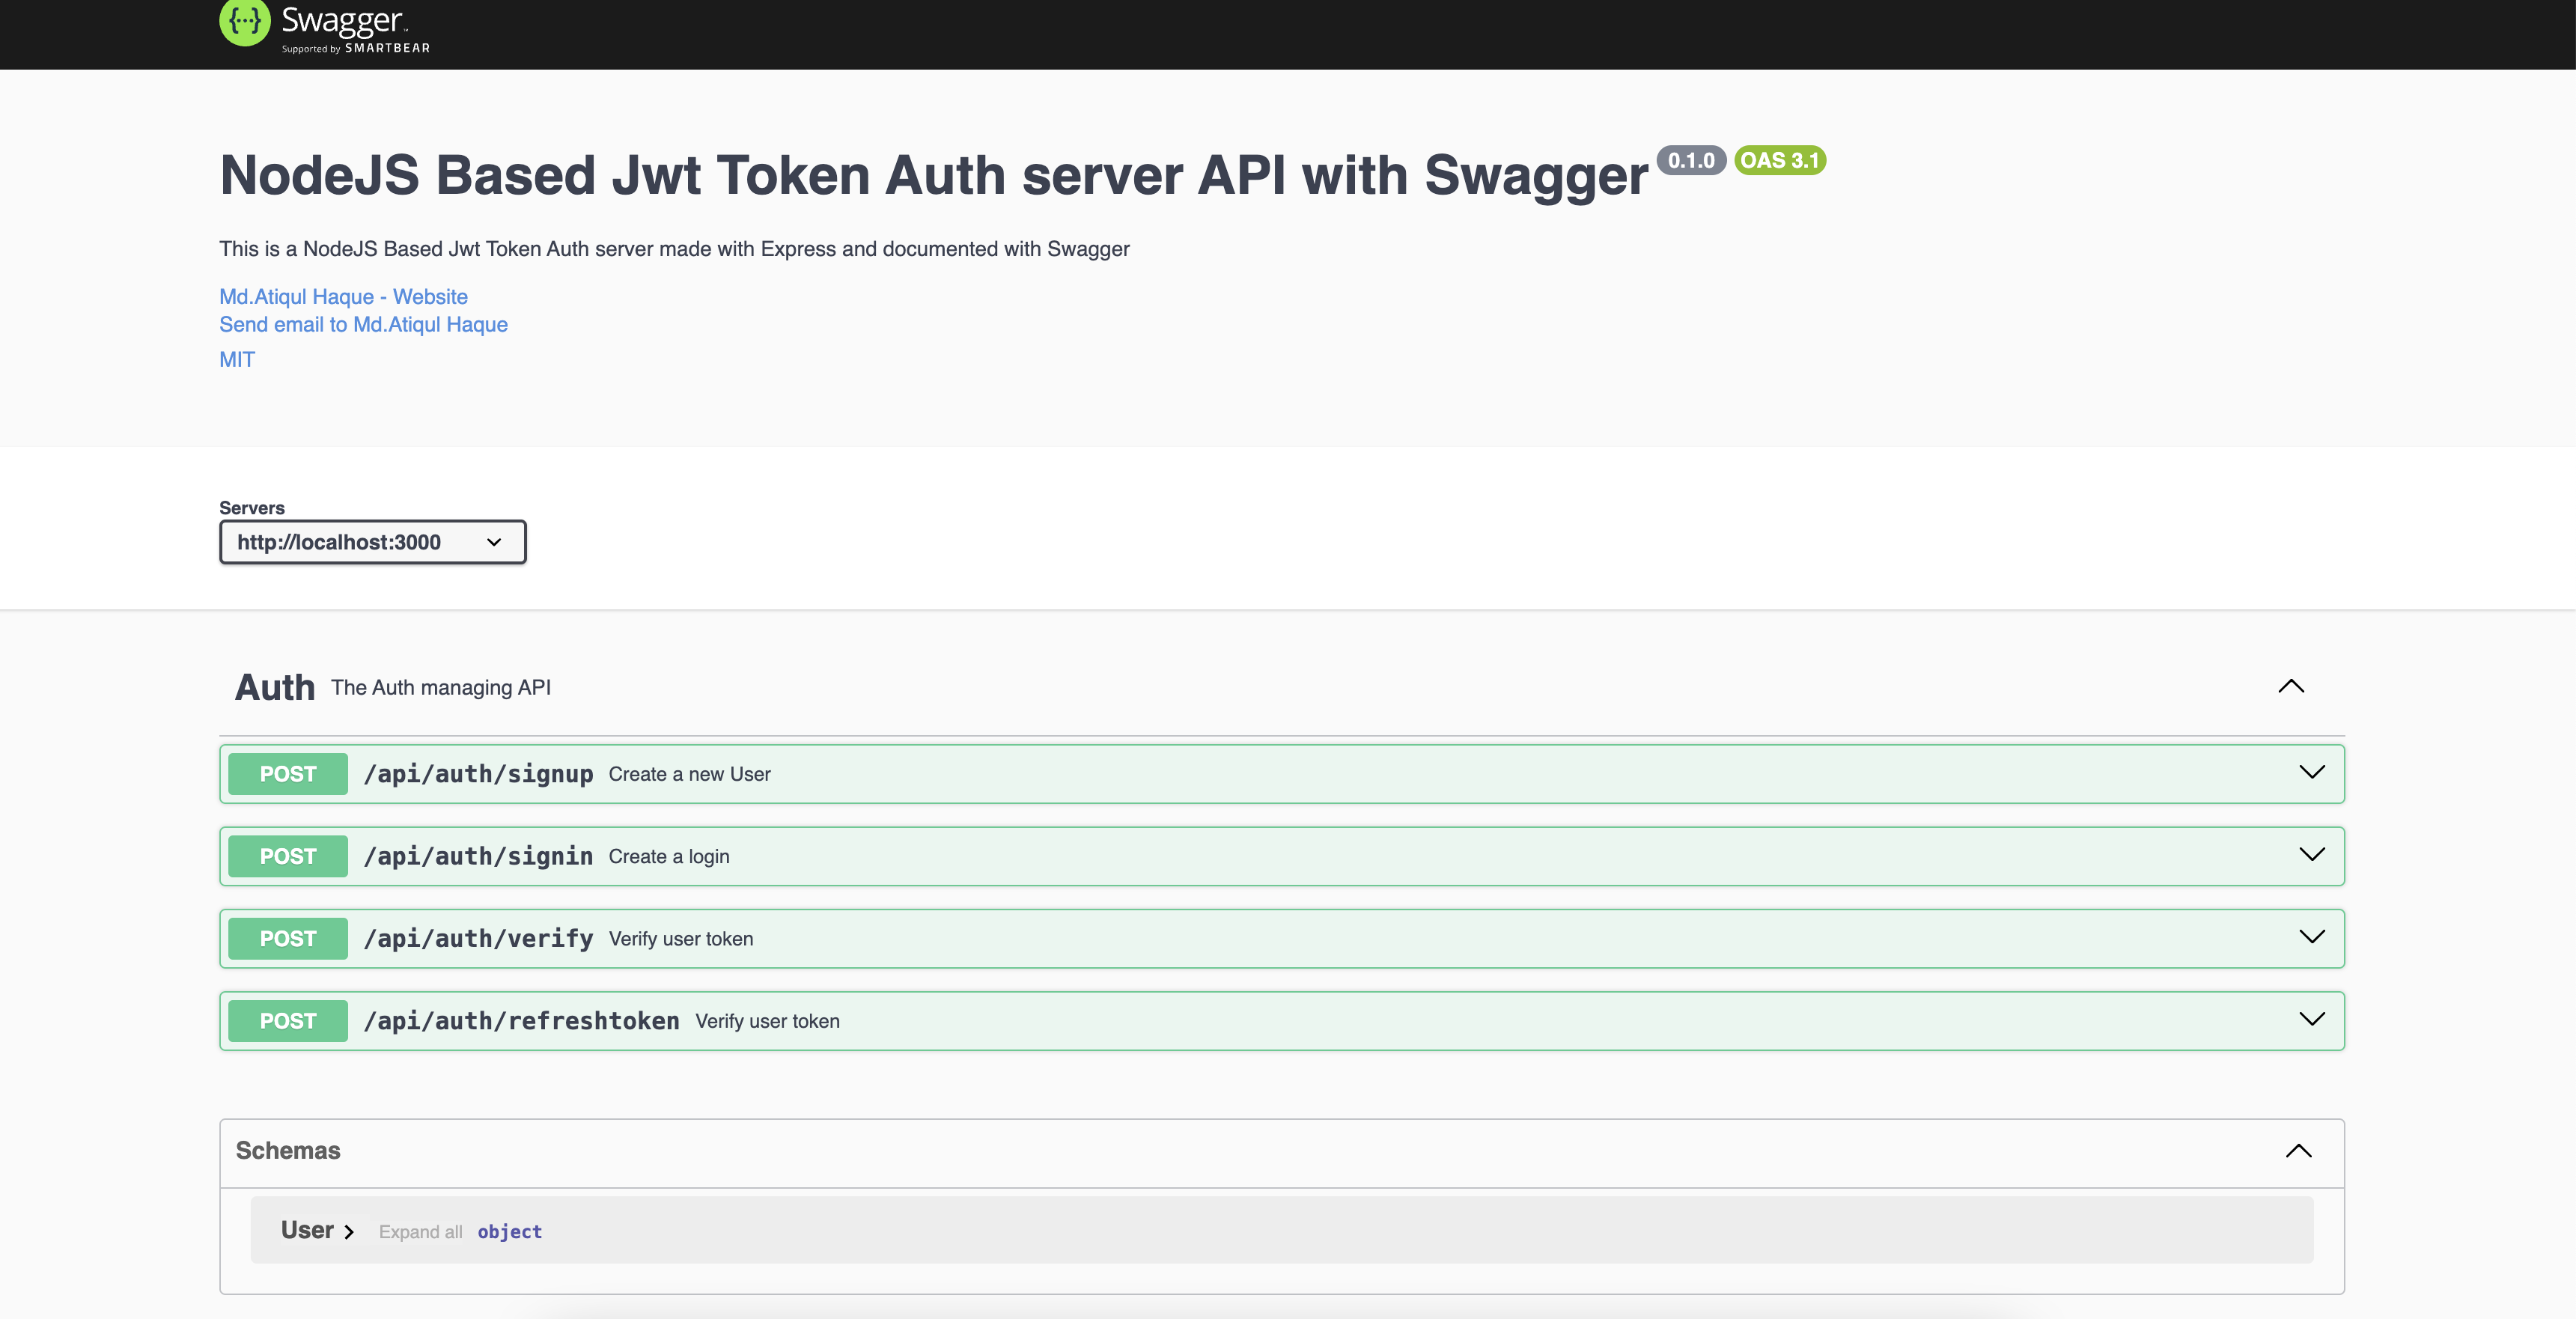 {···} Swagger™
Supported by SMARTBEAR
NodeJS Based Jwt Token Auth server API with Swagger 0.1.0 OAS 3.1
This is a NodeJS Based Jwt Token Auth server made with Express and documented with Swagger
Md.Atiqul Haque - Website
Send email to Md.Atiqul Haque
MIT
Servers
http://localhost:3000
Auth The Auth managing API
POST /api/auth/signup Create a new User
POST /api/auth/signin Create a login
POST /api/auth/verify Verify user token
POST /api/auth/refreshtoken Verify user token
Schemas
User Expand all object